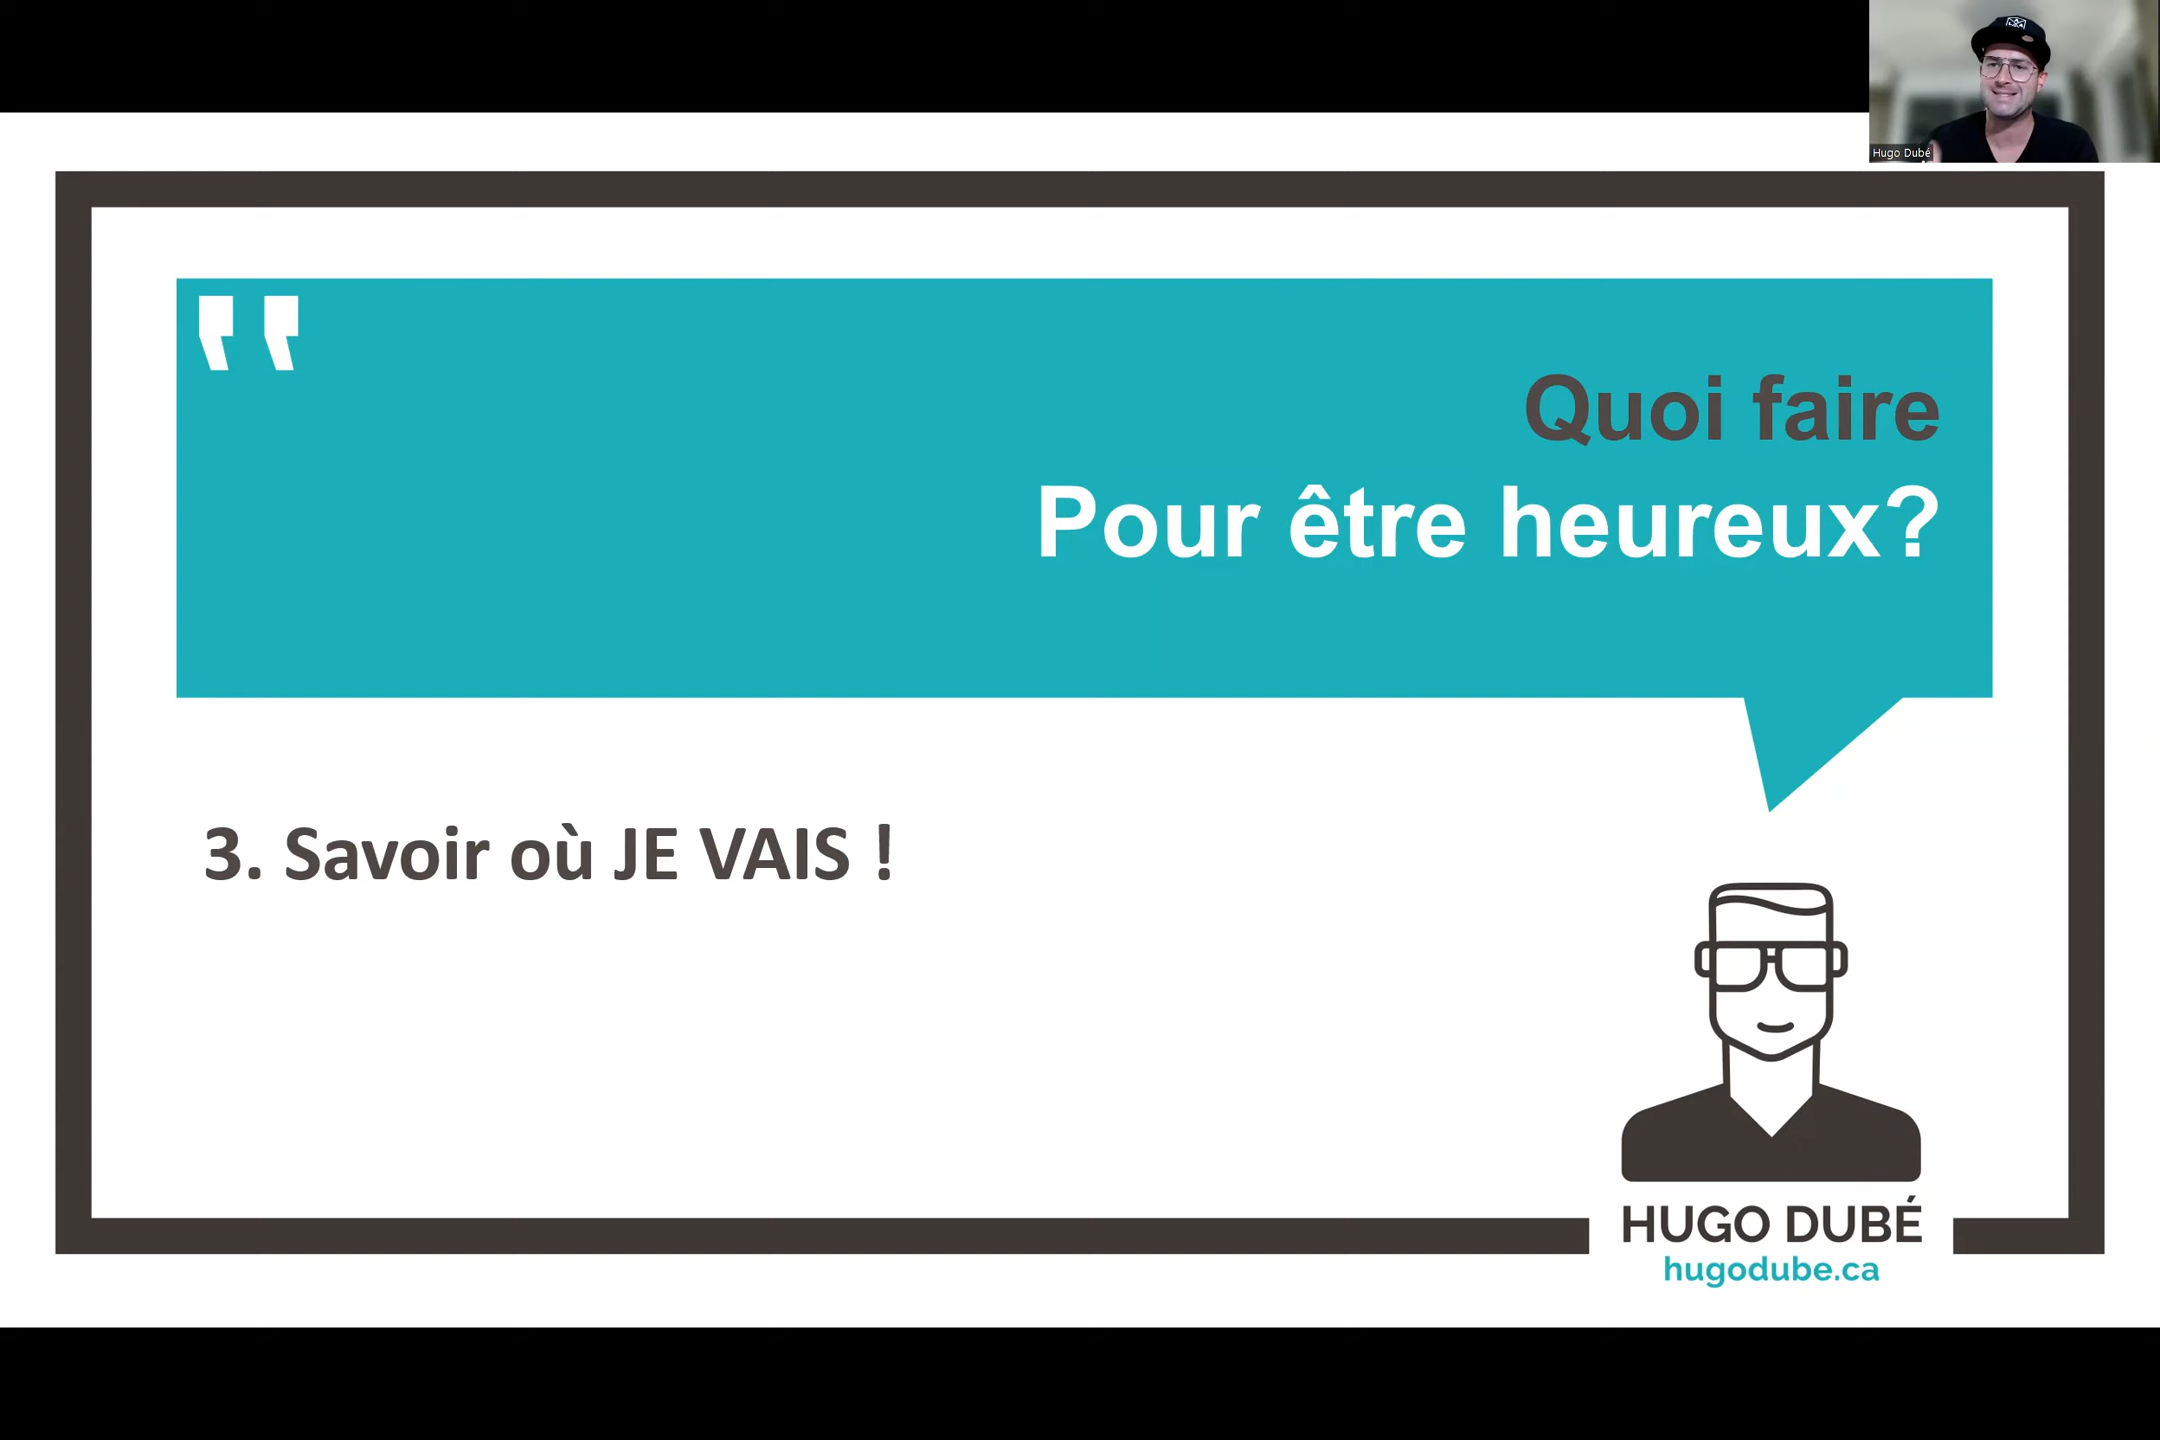 Hugo Dubé
Quoi faire
Pour être heureux?
3. Savoir où JE VAIS !
HUGO DUBÉ
hugodube.ca